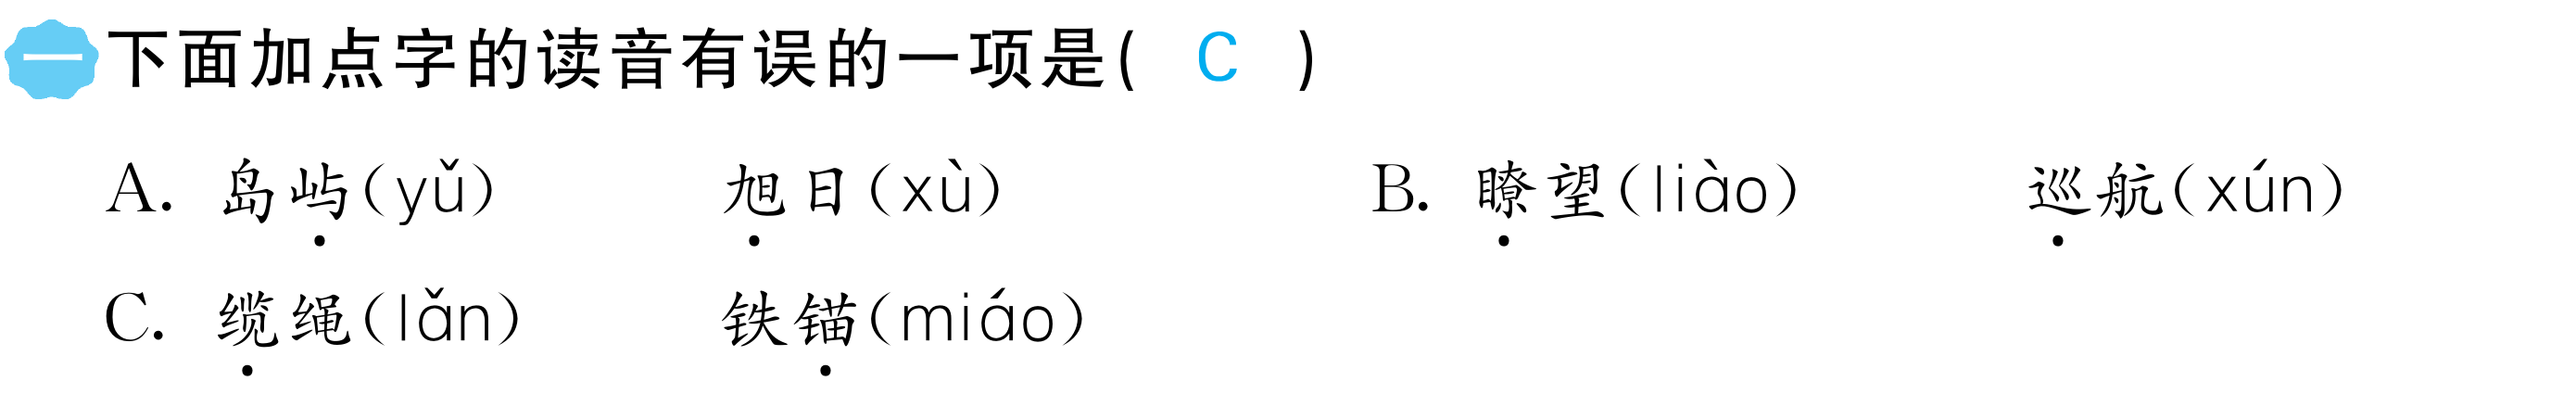 一 下面加点字的读音有误的一项是( C )
A. 岛屿(yǔ) 旭日(xù) B. 瞭望(liào) 巡航(xún)
C. 缆绳(lǎn) 铁锚(miáo)